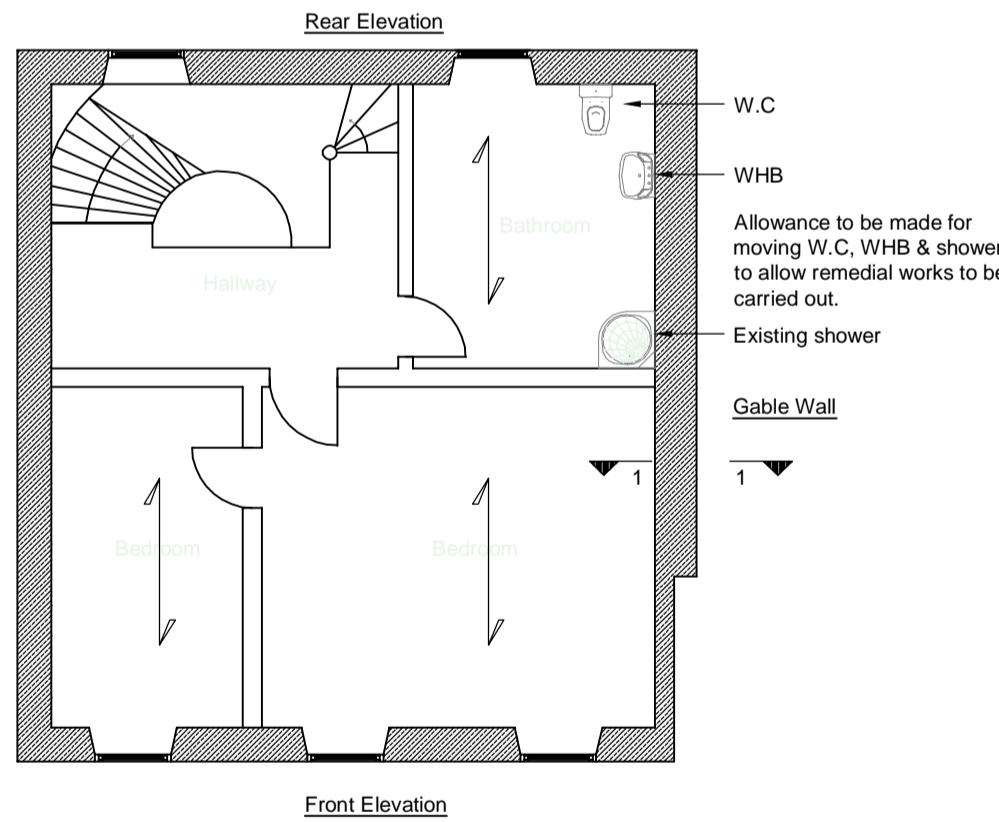 Rear Elevation
W.C
WHB
Bathroom
Allowance to be made for
moving W.C, WHB & shower
to allow remedial works to be
carried out.
Hallway
Existing shower
Gable Wall
1
1
Bedroom
Bedroom
Front Elevation